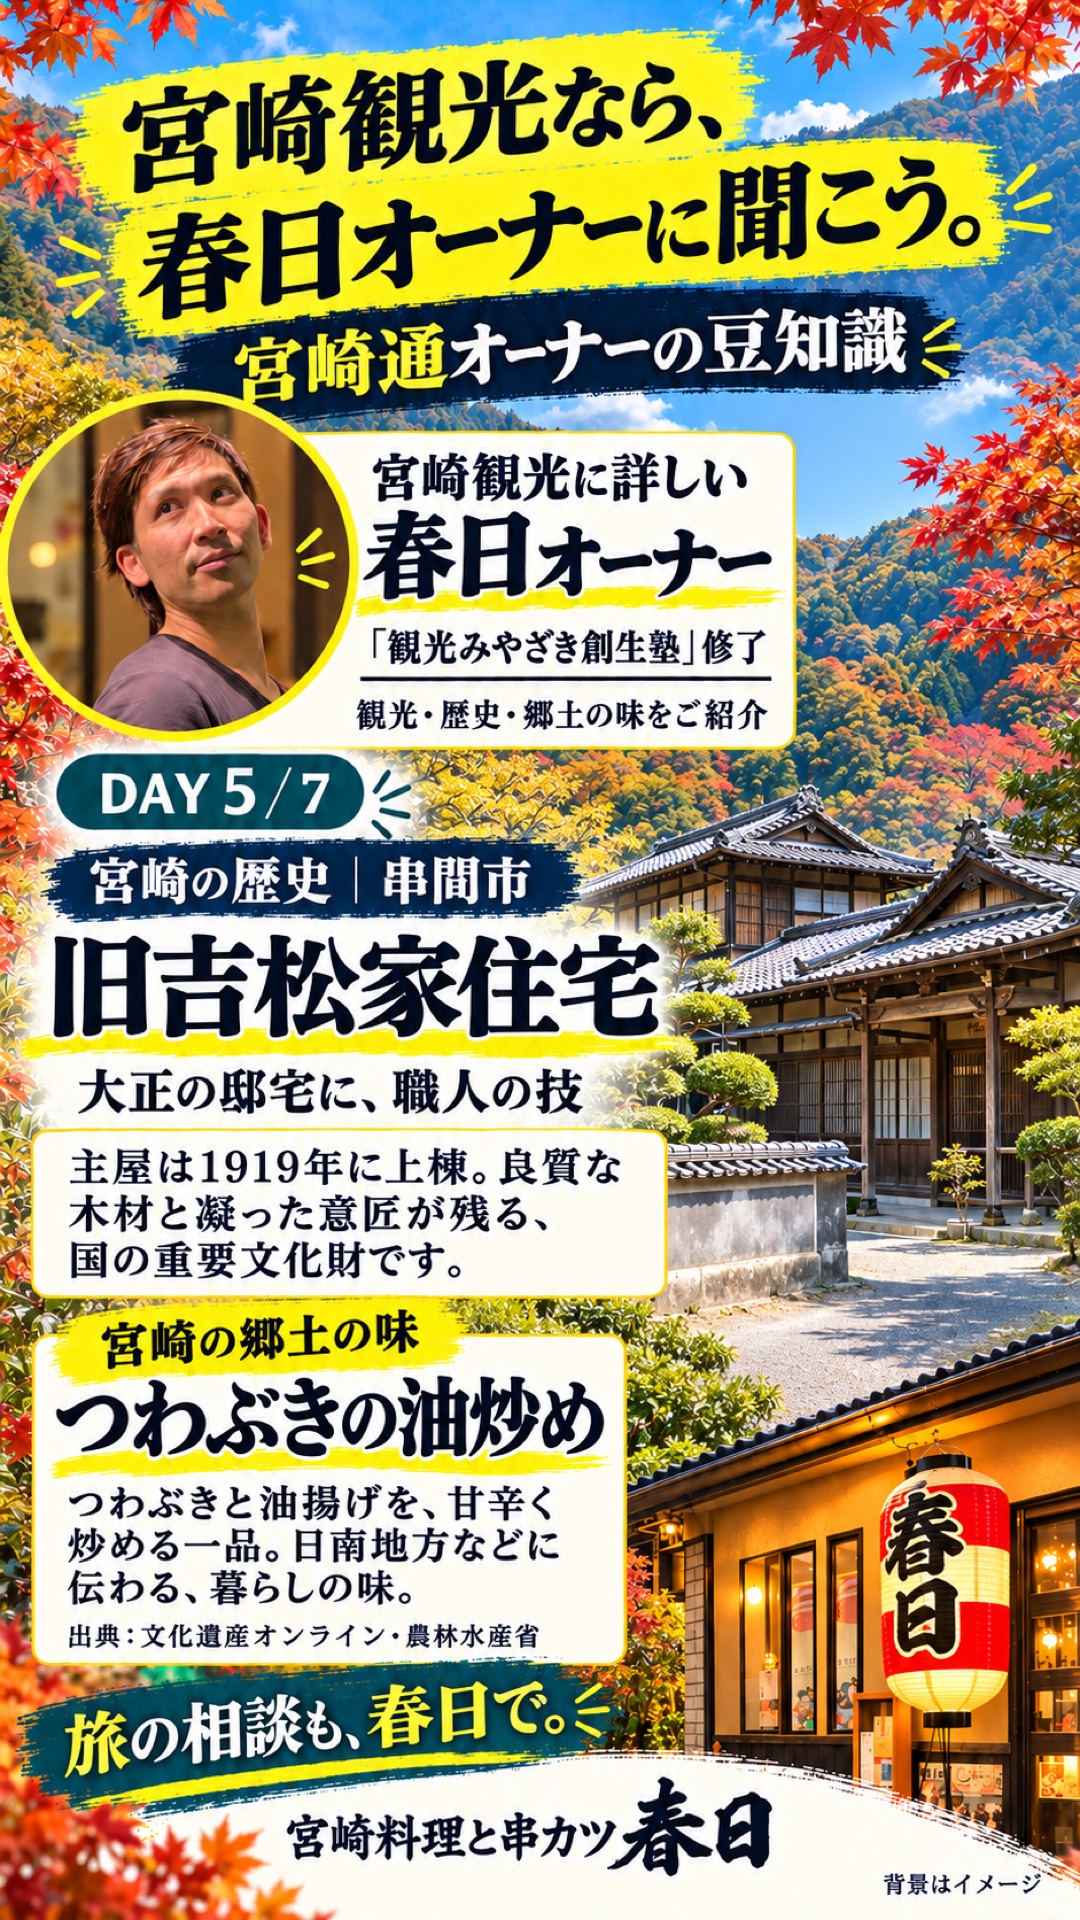 宮崎観光なら、
春日オーナーに聞こう。
宮崎通オーナーの豆知識
宮崎観光に詳しい
春日オーナー
「観光みやざき創生塾」修了
観光・歴史・郷土の味をご紹介
DAY 5/7
宮崎の歴史｜串間市
旧吉松家住宅
大正の邸宅に、職人の技
主屋は1919年に上棟。良質な
木材と凝った意匠が残る、
国の重要文化財です。
宮崎の郷土の味
つわぶきの油炒め
つわぶきと油揚げを、甘辛く
炒める一品。日南地方などに
伝わる、暮らしの味。
出典：文化遺産オンライン・農林水産省
春日
旅の相談も、春日で。
宮崎料理と串カツ春日
背景はイメージ